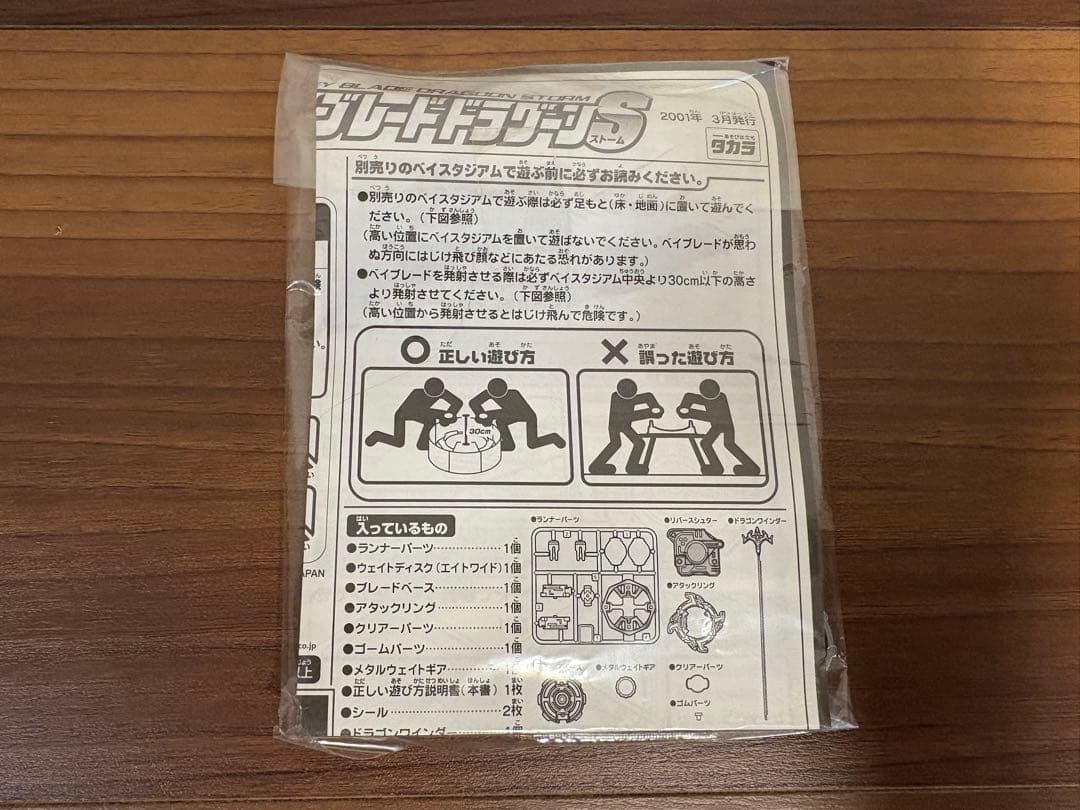 Y BLADE DRAGOON STORM
ブレードドラグーンS
ストーム
2001年 3月発行
タカラ
別売りのベイスタジアムで遊ぶ前に必ずお読みください。
●別売りのベイスタジアムで遊ぶ際は必ず足もと(床・地面)に置いて遊んでく
ださい。(下図参照)
(高い位置にベイスタジアムを置いて遊ばないでください。ベイブレードが思わ
ぬ方向にはじけ飛び顔などにあたる恐れがあります。)
●ベイブレードを発射させる際は必ずベイスタジアム中央より30cm以下の高さ
より発射させてください。(下図参照)
(高い位置から発射させるとはじけ飛んで危険です。)
○ 正しい遊び方
× 誤った遊び方
30cm
入っているもの
●ランナーパーツ…………………1個
●ウェイトディスク(エイトワイド)1個
●ブレードベース…………………1個
●アタックリング…………………1個
●クリアーパーツ…………………1個
●ゴームパーツ……………………1個
●メタルウェイトギア……………1個
●正しい遊び方説明書(本書) 1枚
●シール……………………………2枚
●ドラゴンワインダー……………1個
●ランナーパーツ
●リバースシュター
●ドラゴンワインダー
●アタックリング
●メタルウェイトギア
●クリアーパーツ
●ゴムパーツ
APAN
co.jp
以上